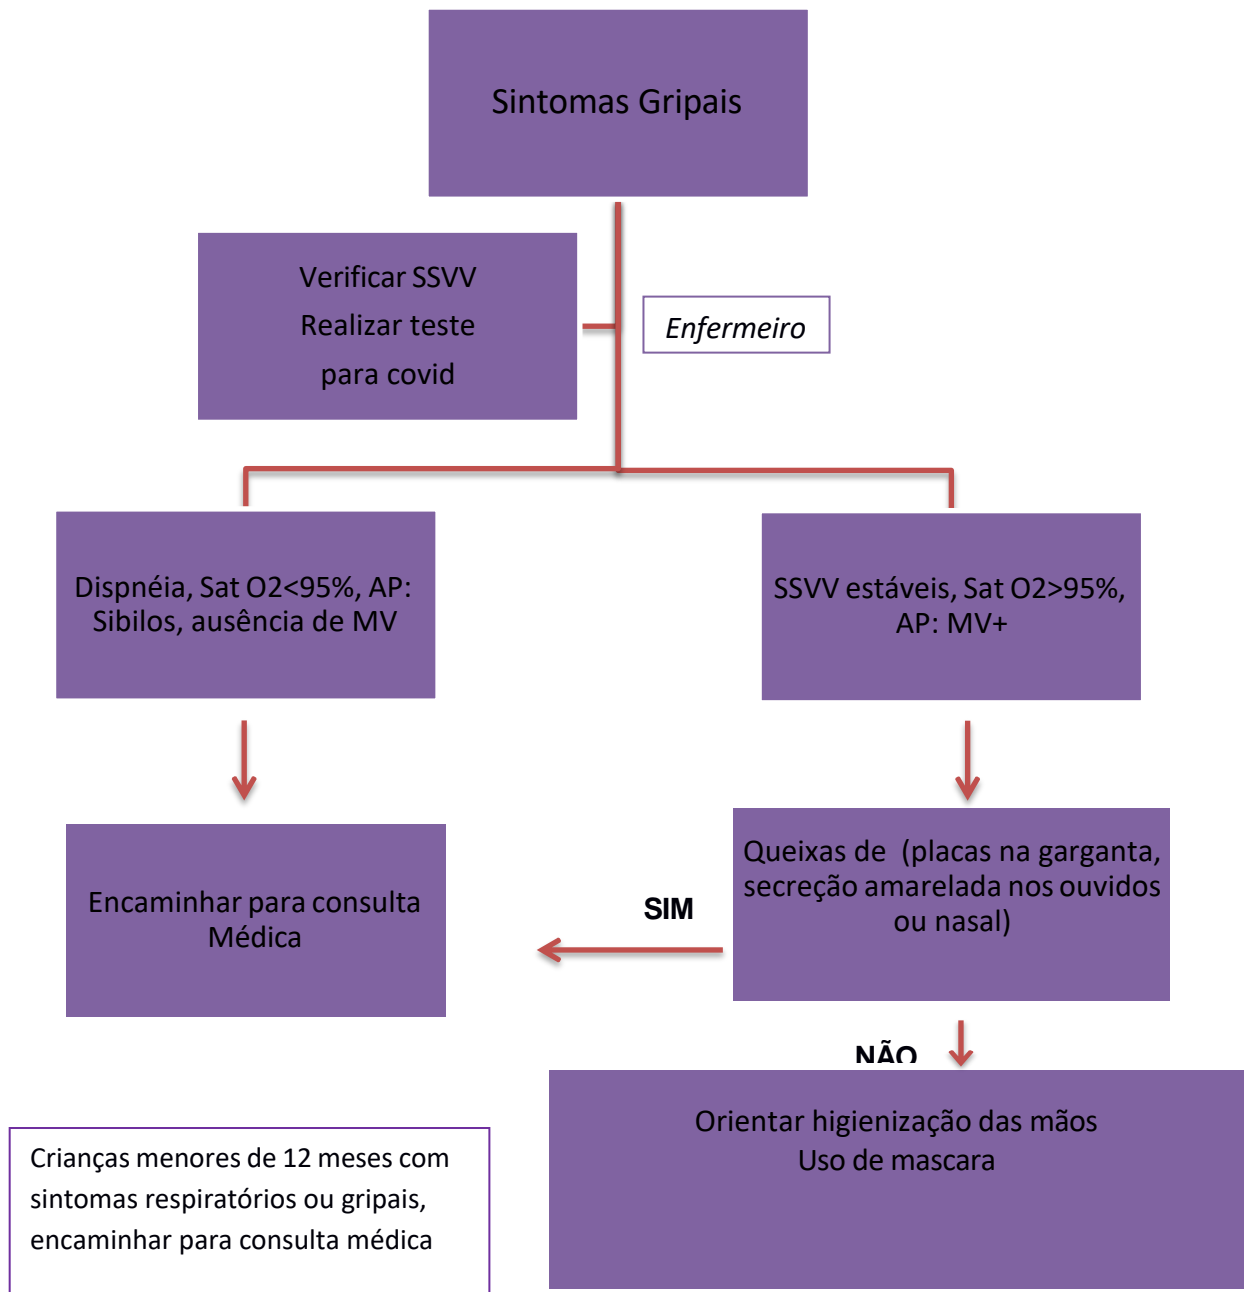 Sintomas Gripais
Verificar SSVV
Realizar teste
para covid
Enfermeiro
Dispnéia, Sat O2<95%, AP:
Sibilos, ausência de MV
SSVV estáveis, Sat O2>95%,
AP: MV+
Encaminhar para consulta
Médica
SIM
Queixas de (placas na garganta,
secreção amarelada nos ouvidos
ou nasal)
NÃO
Orientar higienização das mãos
Uso de mascara
Crianças menores de 12 meses com
sintomas respiratórios ou gripais,
encaminhar para consulta médica